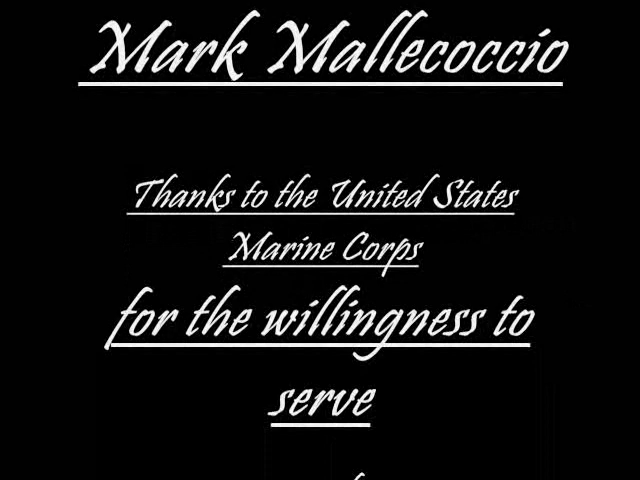 Mark Mallecoccio
Thanks to the United States
Marine Corps
for the willingness to
serve